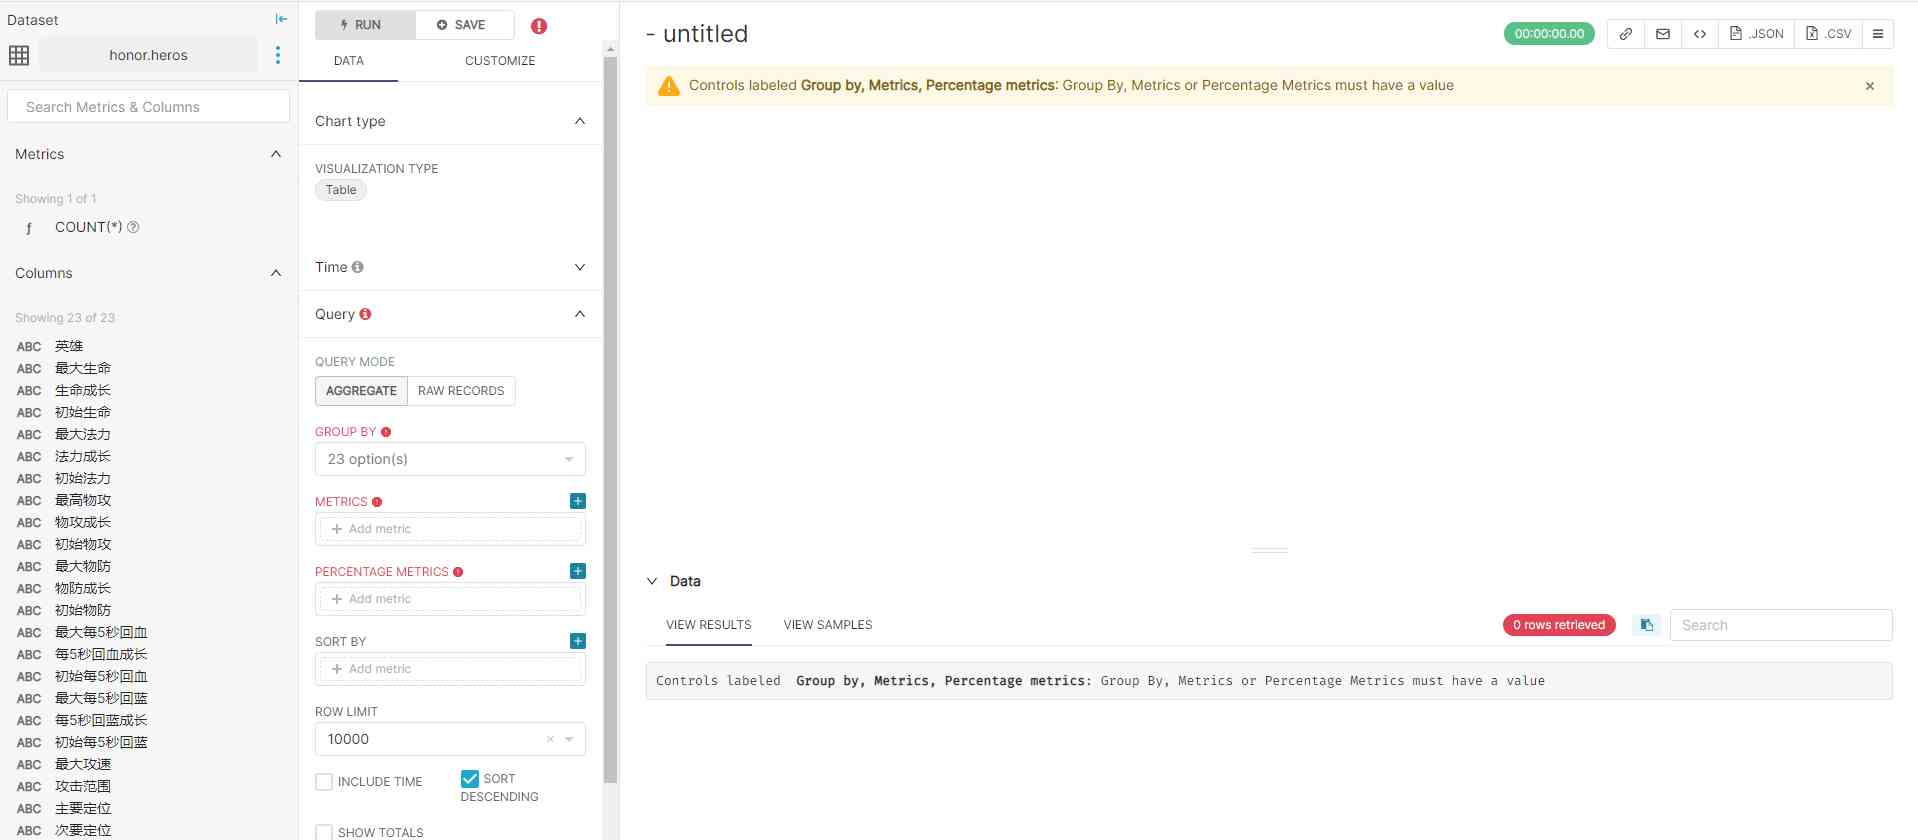 Dataset
honor.heros
Search Metrics & Columns
Metrics
Showing 1 of 1
ƒ COUNT(*)
Columns
Showing 23 of 23
ABC 英雄
ABC 最大生命
ABC 生命成长
ABC 初始生命
ABC 最大法力
ABC 法力成长
ABC 初始法力
ABC 最高物攻
ABC 物攻成长
ABC 初始物攻
ABC 最大物防
ABC 物防成长
ABC 初始物防
ABC 最大每5秒回血
ABC 每5秒回血成长
ABC 初始每5秒回血
ABC 最大每5秒回蓝
ABC 每5秒回蓝成长
ABC 初始每5秒回蓝
ABC 最大攻速
ABC 攻击范围
ABC 主要定位
ABC 次要定位
RUN SAVE
DATA CUSTOMIZE
Chart type
VISUALIZATION TYPE
Table
Time
Query
QUERY MODE
AGGREGATE RAW RECORDS
GROUP BY
23 option(s)
METRICS
+ Add metric
PERCENTAGE METRICS
+ Add metric
SORT BY
+ Add metric
ROW LIMIT
10000
INCLUDE TIME
SORT
DESCENDING
SHOW TOTALS
- untitled
00:00:00.00 .JSON .CSV
Controls labeled Group by, Metrics, Percentage metrics: Group By, Metrics or Percentage Metrics must have a value
Data
VIEW RESULTS VIEW SAMPLES
0 rows retrieved
Search
Controls labeled Group by, Metrics, Percentage metrics: Group By, Metrics or Percentage Metrics must have a value